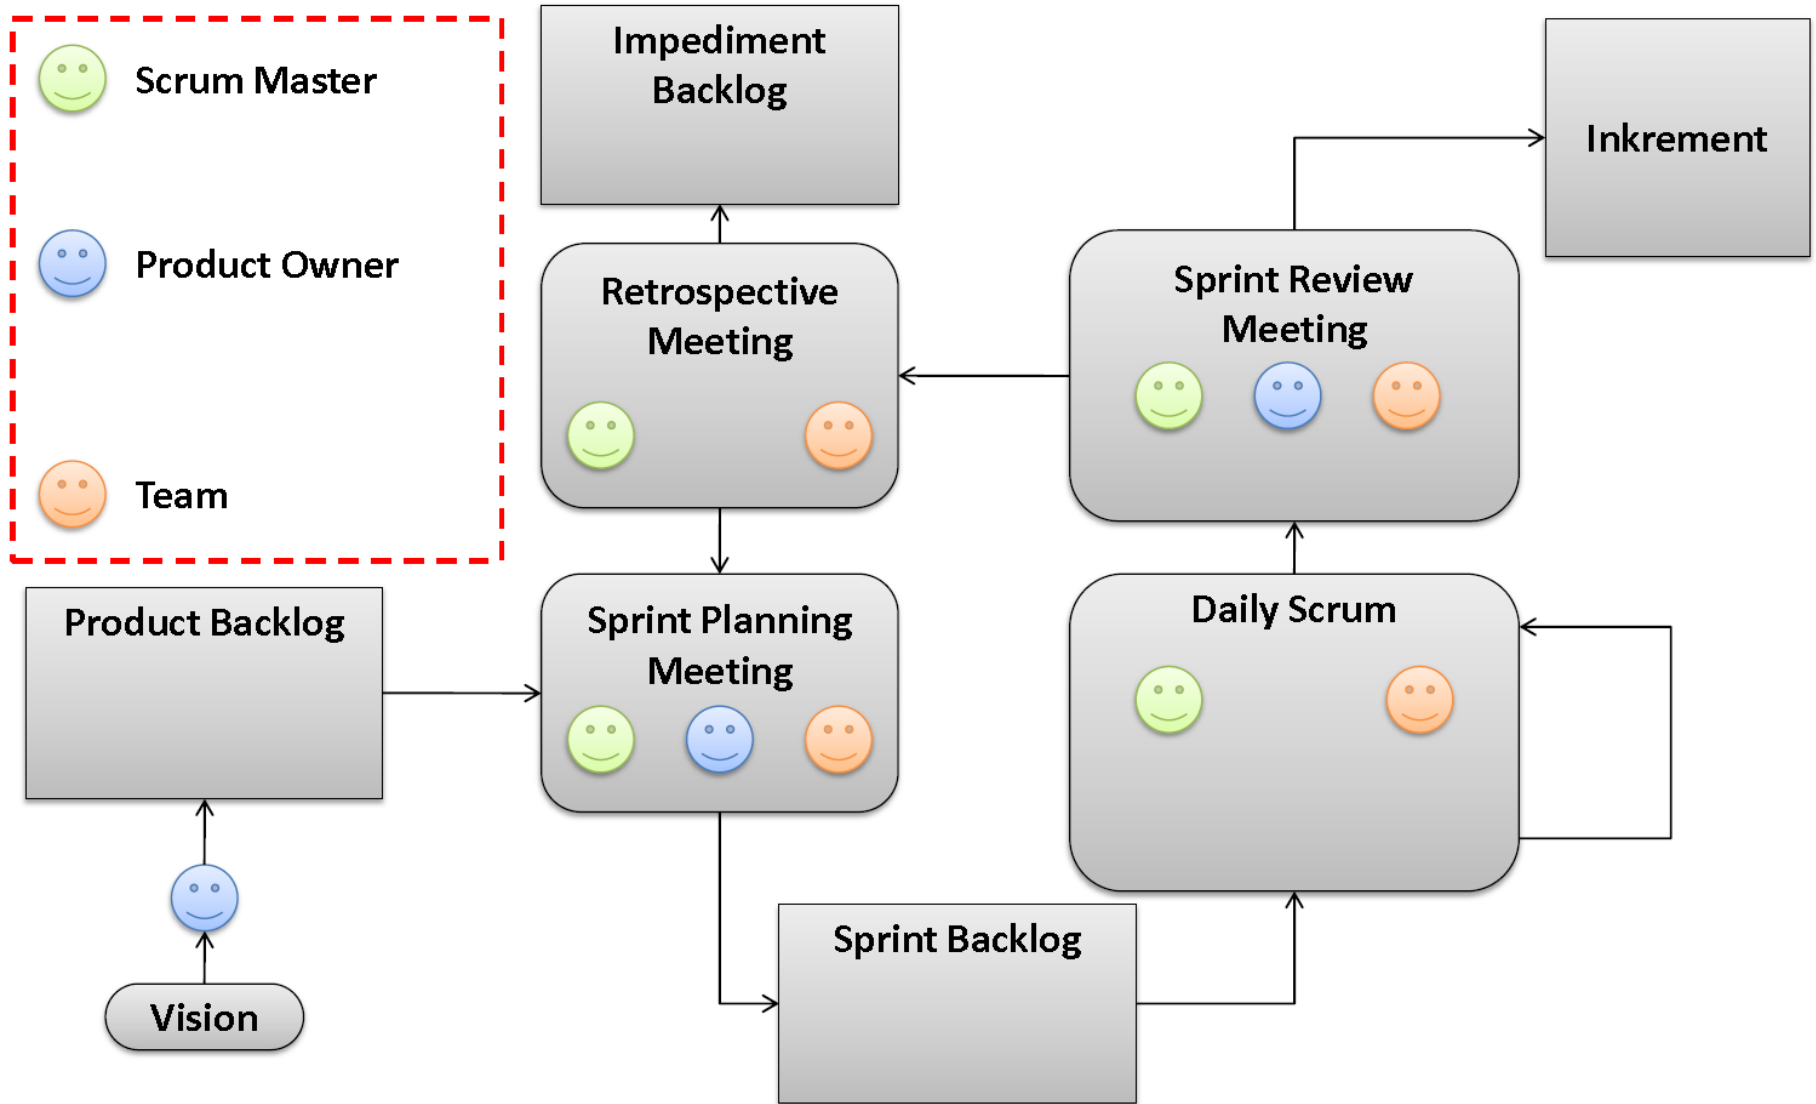 Scrum Master
Product Owner
Team
Impediment
Backlog
Inkrement
Retrospective
Meeting
Sprint Review
Meeting
Product Backlog
Sprint Planning
Meeting
Daily Scrum
Sprint Backlog
Vision